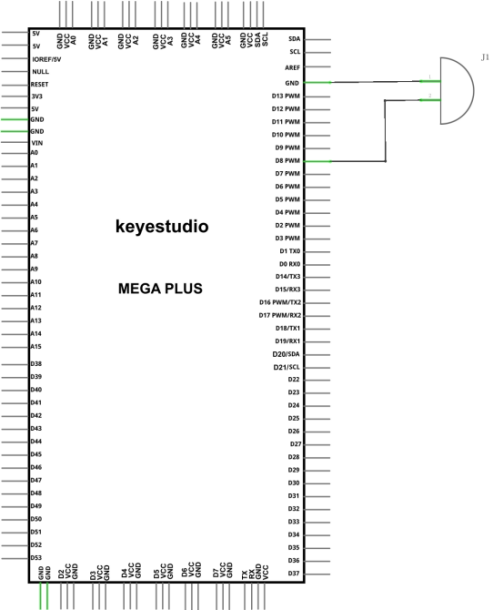 GND VCC A0
GND VCC A1
GND VCC A2
GND VCC A3
GND VCC A4
GND VCC A5
GND VCC SDA SCL
5V
5V
IOREF/5V
NULL
RESET
3V3
5V
GND
GND
VIN
A0
A1
A2
A3
A4
A5
A6
A7
A8
A9
A10
A11
A12
A13
A14
A15
D38
D39
D40
D41
D42
D43
D44
D45
D46
D47
D48
D49
D50
D51
D52
D53
keyestudio
MEGA PLUS
SDA
SCL
AREF
GND
D13 PWM
D12 PWM
D11 PWM
D10 PWM
D9 PWM
D8 PWM
D7 PWM
D6 PWM
D5 PWM
D4 PWM
D2 PWM
D3 PWM
D1 TX0
D0 RX0
D14/TX3
D15/RX3
D16 PWM/TX2
D17 PWM/RX2
D18/TX1
D19/RX1
D20/SDA
D21/SCL
D22
D23
D24
D25
D26
D27
D28
D29
D30
D31
D32
D33
D34
D35
D36
D37
J1
GND GND
D2 VCC GND
D3 VCC GND
D4 VCC GND
D5 VCC GND
D6 VCC GND
D7 VCC GND
TX RX GND VCC